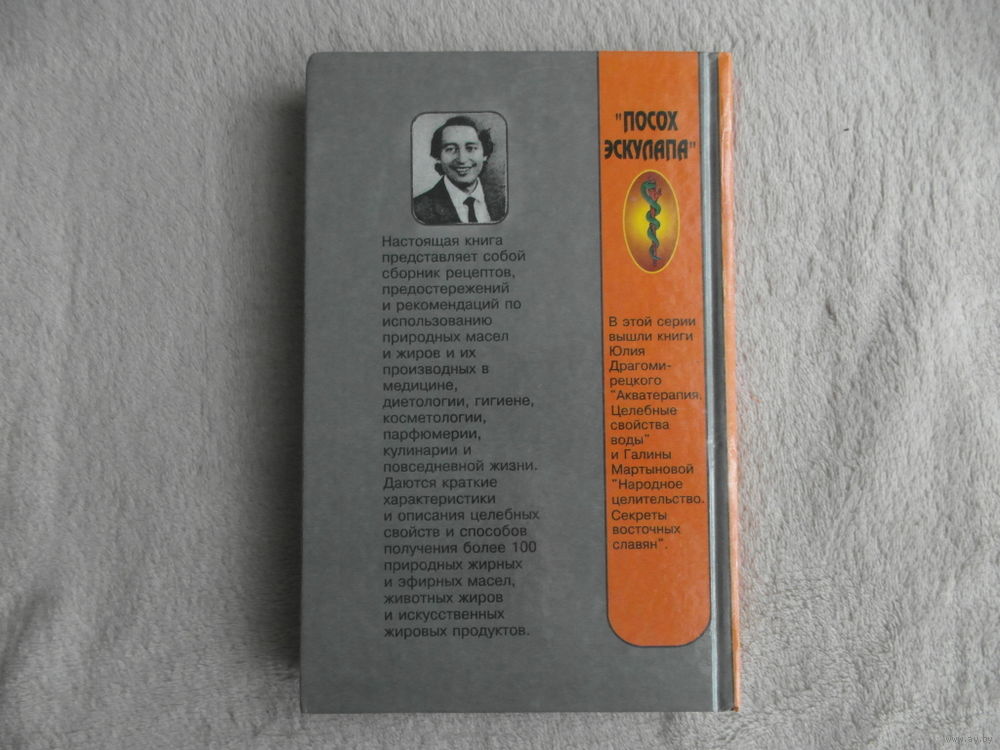 Настоящая книга
представляет собой
сборник рецептов,
предостережений
и рекомендаций по
использованию
природных масел
и жиров и их
производных в
медицине,
диетологии, гигиене,
косметологии,
парфюмерии,
кулинарии и
повседневной жизни.
Даются краткие
характеристики
и описания целебных
свойств и способов
получения более 100
природных жирных
и эфирных масел,
животных жиров
и искусственных
жировых продуктов.
"ПОСОХ
ЭСКУЛАПА"
В этой серии
вышли книги
Юлия
Драгоми-
рецкого
"Акватерапия.
Целебные
свойства
воды"
и Галины
Мартыновой
"Народное
целительство.
Секреты
восточных
славян".
www.ay.by